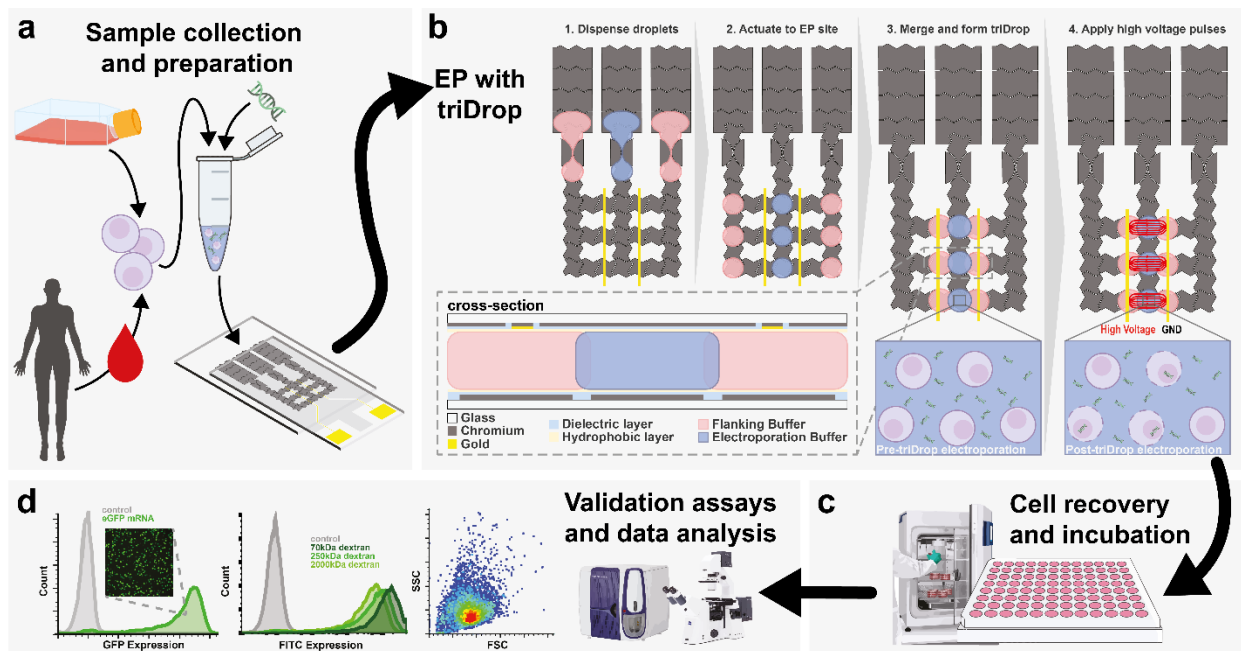 a
Sample collection
and preparation
b
EP with
triDrop
1. Dispense droplets
2. Actuate to EP site
3. Merge and form triDrop
4. Apply high voltage pulses
cross-section
Glass
Chromium
Gold
Dielectric layer
Hydrophobic layer
Flanking Buffer
Electroporation Buffer
High Voltage GND
Pre-triDrop electroporation
Post-triDrop electroporation
d
control
eGFP mRNA
Count
GFP Expression
control
70kDa dextran
250kDa dextran
2000kDa dextran
Count
FITC Expression
SSC
FSC
Validation assays
and data analysis
c
Cell recovery
and incubation